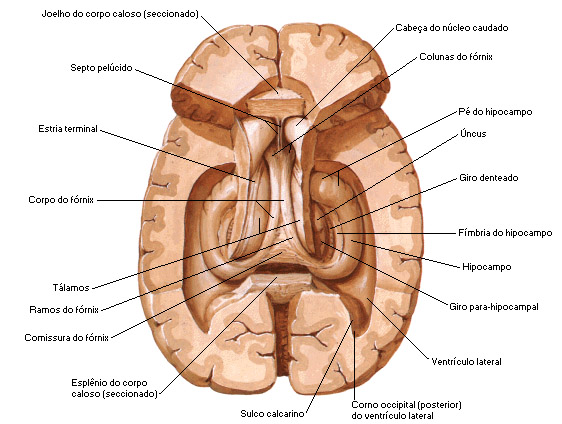 Joelho do corpo caloso (seccionado)
Cabeça do núcleo caudado
Septo pelúcido
Colunas do fórnix
Estria terminal
Pé do hipocampo
Úncus
Giro denteado
Corpo do fórnix
Fímbria do hipocampo
Hipocampo
Tálamos
Giro para-hipocampal
Ramos do fórnix
Comissura do fórnix
Ventrículo lateral
Esplênio do corpo
caloso (seccionado)
Sulco calcarino
Corno occipital (posterior)
do ventrículo lateral